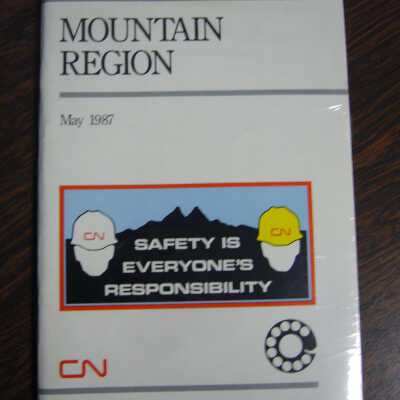 MOUNTAIN
REGION
May 1987
CN
CN
SAFETY IS
EVERYONE'S
RESPONSIBILITY
CN